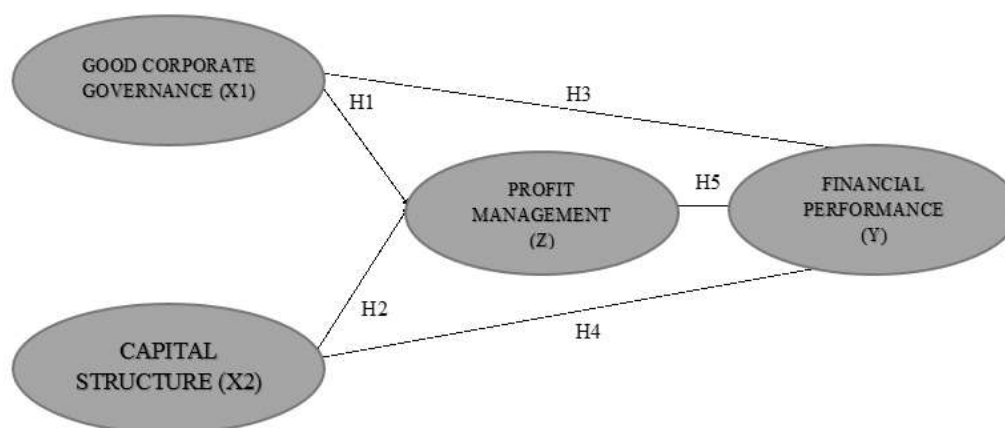 GOOD CORPORATE
GOVERNANCE (X1)
H1
H3
PROFIT
MANAGEMENT
(Z)
H5
FINANCIAL
PERFORMANCE
(Y)
H2
H4
CAPITAL
STRUCTURE (X2)